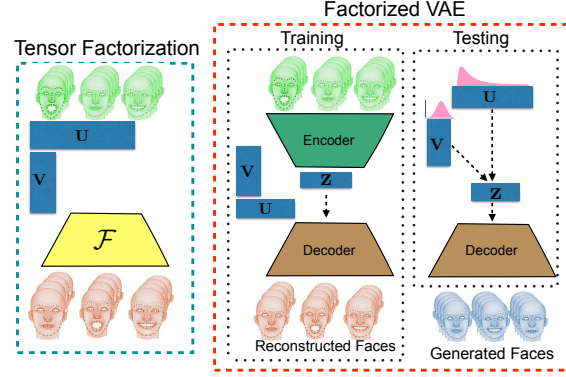 Factorized VAE
Tensor Factorization
Training
Testing
U
V
F
Encoder
V
Z
U
Decoder
Reconstructed Faces
U
V
Z
Decoder
Generated Faces